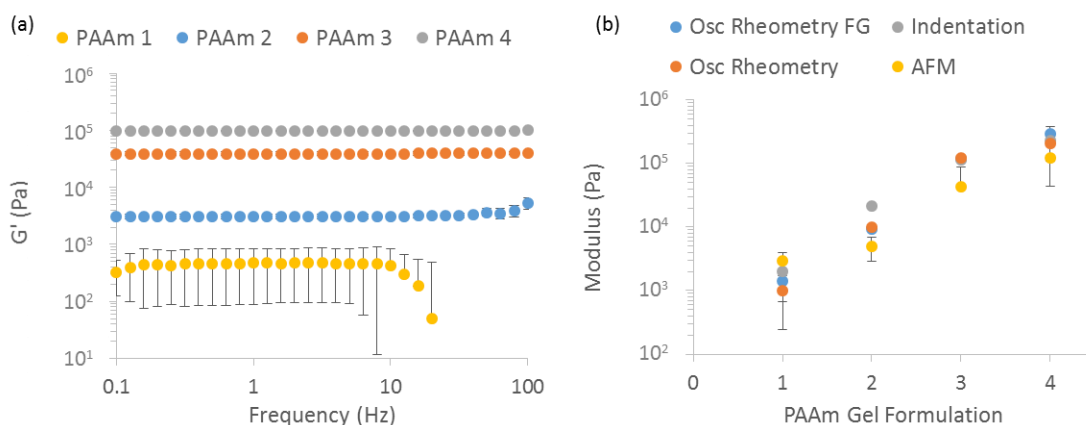 (a) PAAm 1 PAAm 2 PAAm 3 PAAm 4
G' (Pa)
10⁶
10⁵
10⁴
10³
10²
10¹
0.1 1 10 100
Frequency (Hz)
(b) Osc Rheometry FG Indentation
Osc Rheometry AFM
Modulus (Pa)
10⁶
10⁵
10⁴
10³
10²
0 1 2 3 4
PAAm Gel Formulation